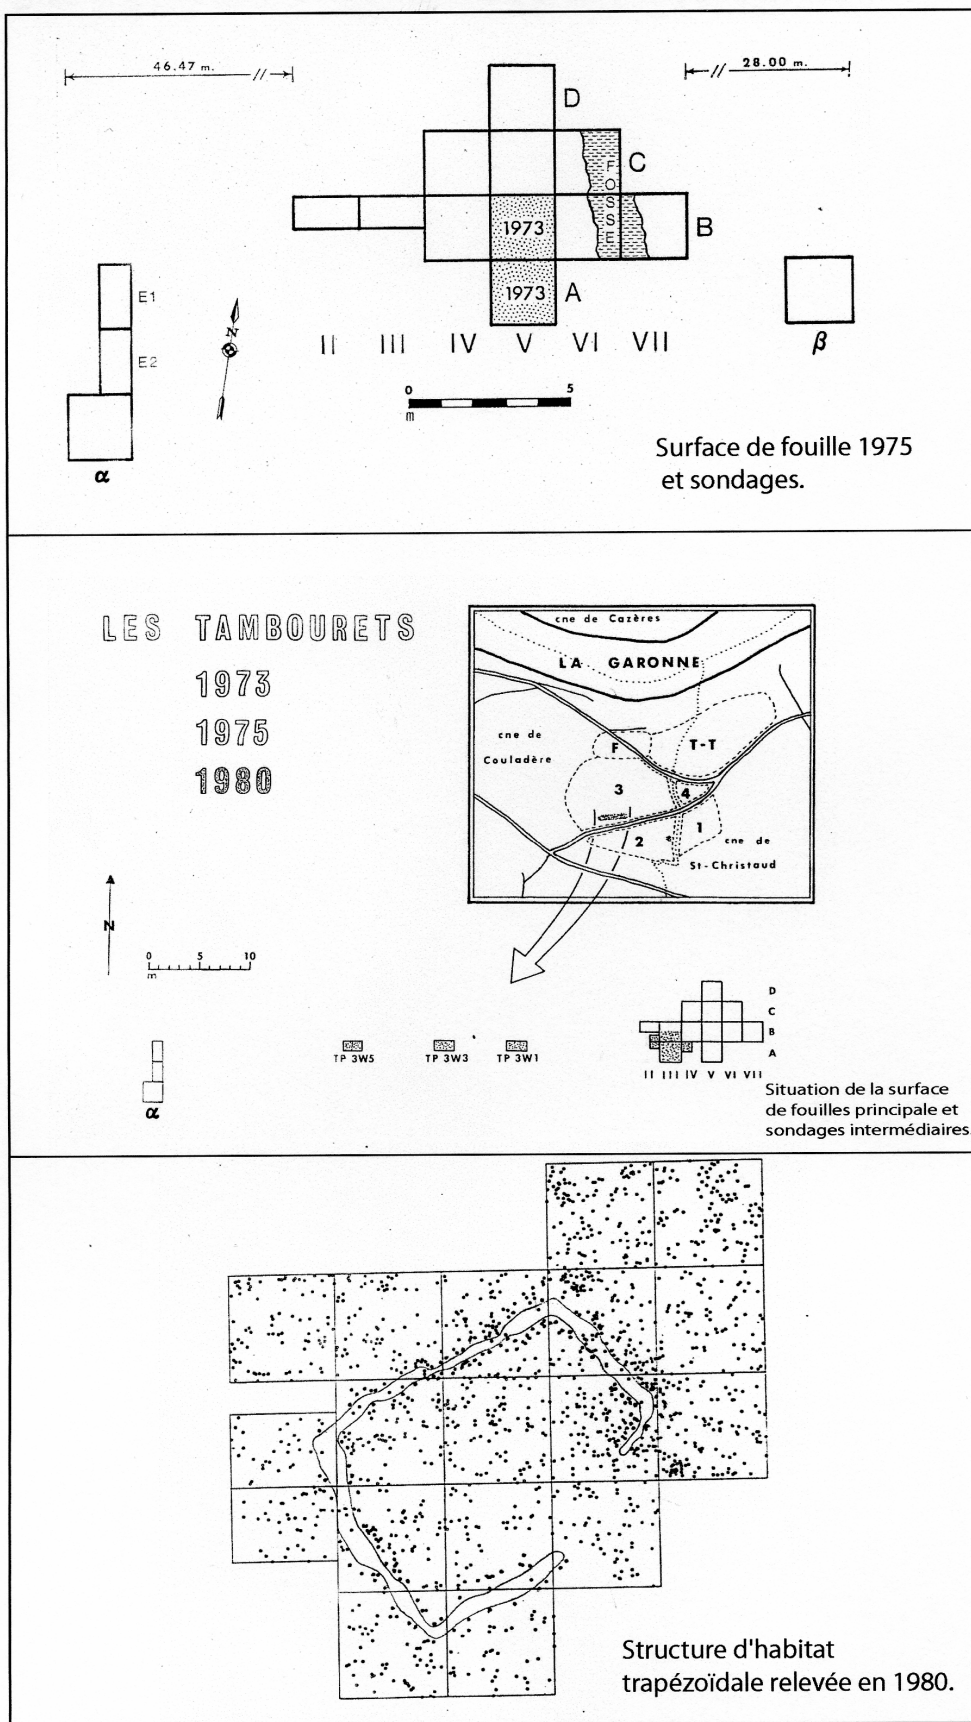 46.47 m.
28.00 m.
D
C
FOSSE
1973
B
1973
A
E1
E2
N
II III IV V VI VII
β
0 5
m
α
Surface de fouille 1975
et sondages.
LES TAMBOURETS
1973
1975
1980
cne de Cazères
LA GARONNE
cne de
Couladère
F
T-T
3
4
1
2
*
cne de
St-Christaud
N
0 5 10
m
D
C
B
A
TP 3W5
TP 3W3
TP 3W1
II III IV V VI VII
α
Situation de la surface
de fouilles principale et
sondages intermédiaires.
Structure d'habitat
trapézoïdale relevée en 1980.